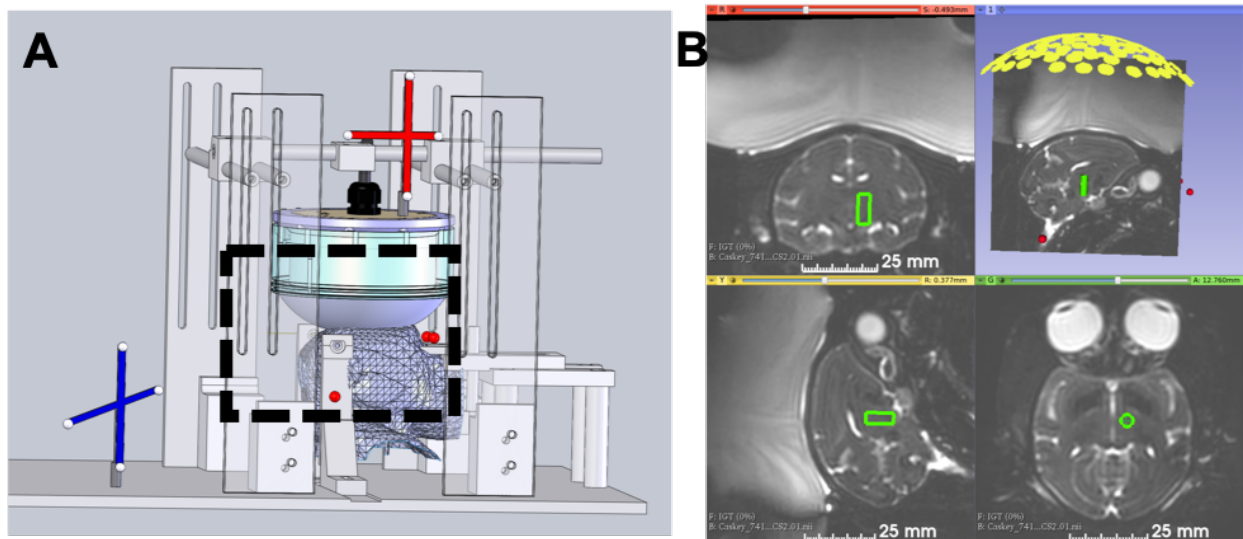 A
B
R
S: -0.493mm
1
F: IGT (0%)
B: Caskey_741...CS2.01.nii
25 mm
Y
R: 0.377mm
G
A: 12.760mm
F: IGT (0%)
B: Caskey_741...CS2.01.nii
25 mm
F: IGT (0%)
B: Caskey_741...CS2.01.nii
25 mm